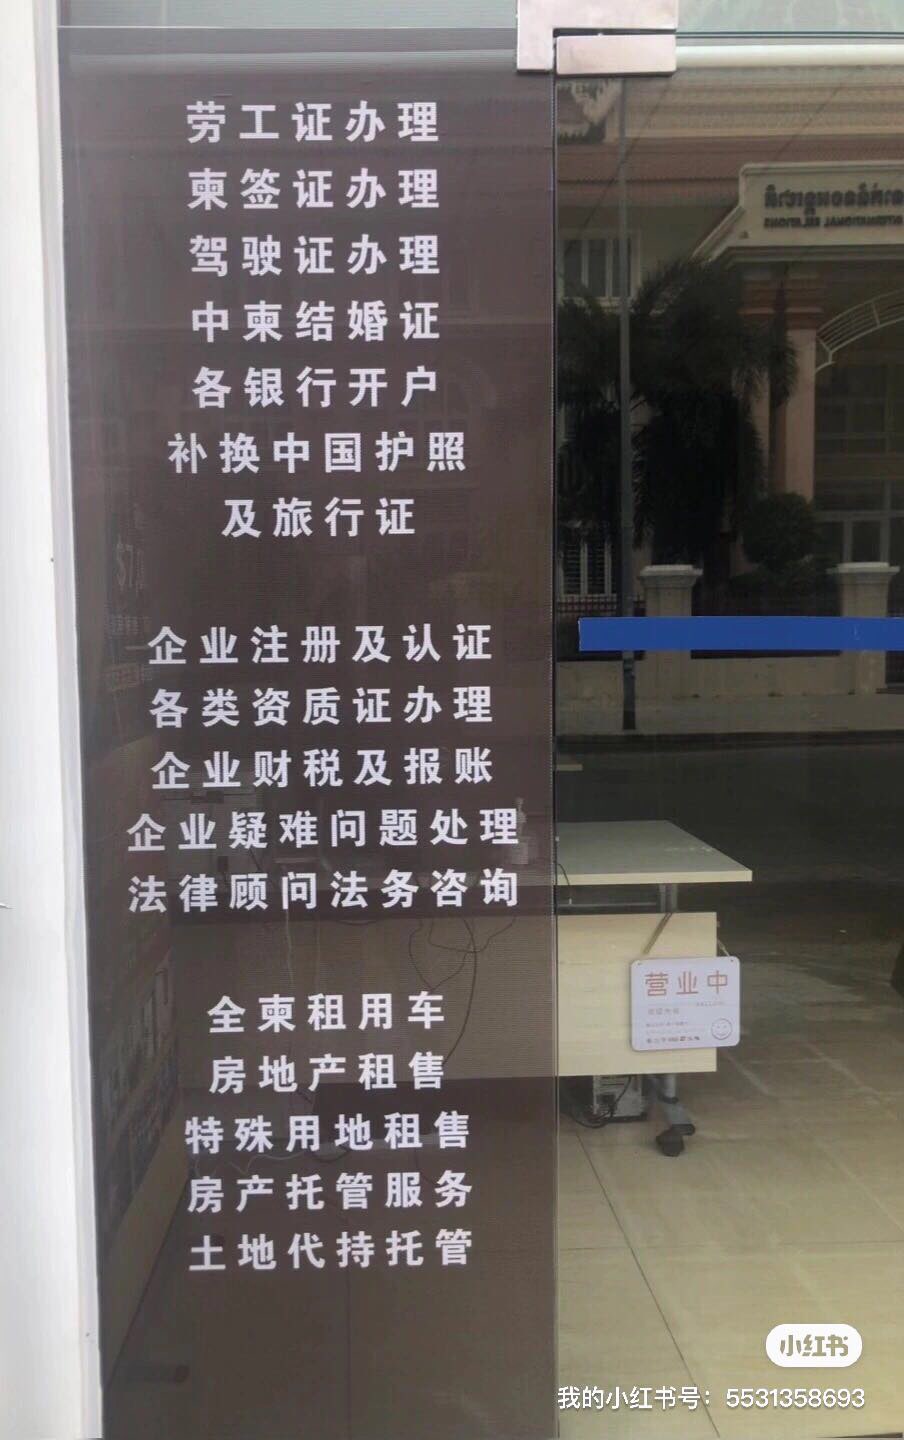 劳工证办理
柬签证办理
驾驶证办理
中柬结婚证
各银行开户
补换中国护照
及旅行证
企业注册及认证
各类资质证办理
企业财税及报账
企业疑难问题处理
法律顾问法务咨询
全柬租用车
房地产租售
特殊用地租售
房产托管服务
土地代持托管
INTERNATIONAL RELATIONS
营业中
小红书
我的小红书号：5531358693